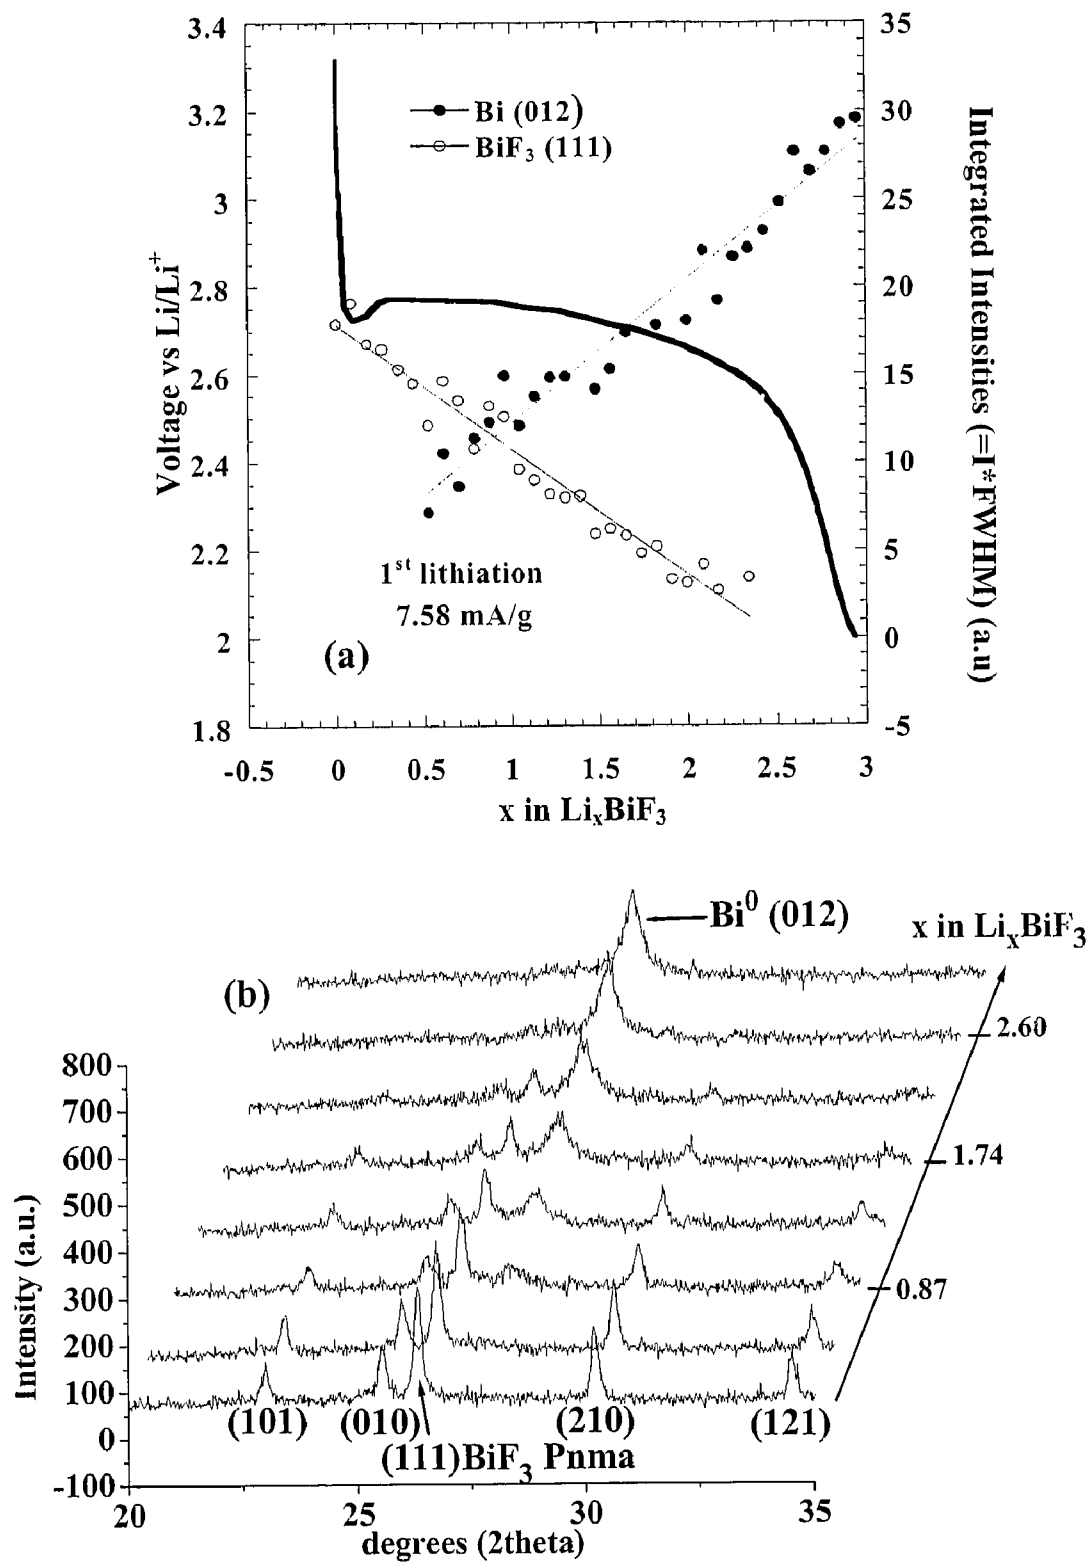 3.4
3.2
3
2.8
2.6
2.4
2.2
2
1.8
Voltage vs Li/Li⁺
35
30
25
20
15
10
5
0
-5
Integrated Intensities (=I*FWHM) (a.u)
Bi (012)
BiF₃ (111)
1ˢᵗ lithiation
7.58 mA/g
(a)
-0.5 0 0.5 1 1.5 2 2.5 3
x in LiₓBiF₃
Bi⁰ (012)
x in LiₓBiF₃
(b)
2.60
1.74
0.87
800
700
600
500
400
300
200
100
0
-100
Intensity (a.u.)
(101) (010) (210) (121)
(111)BiF₃ Pnma
20 25 30 35
degrees (2theta)